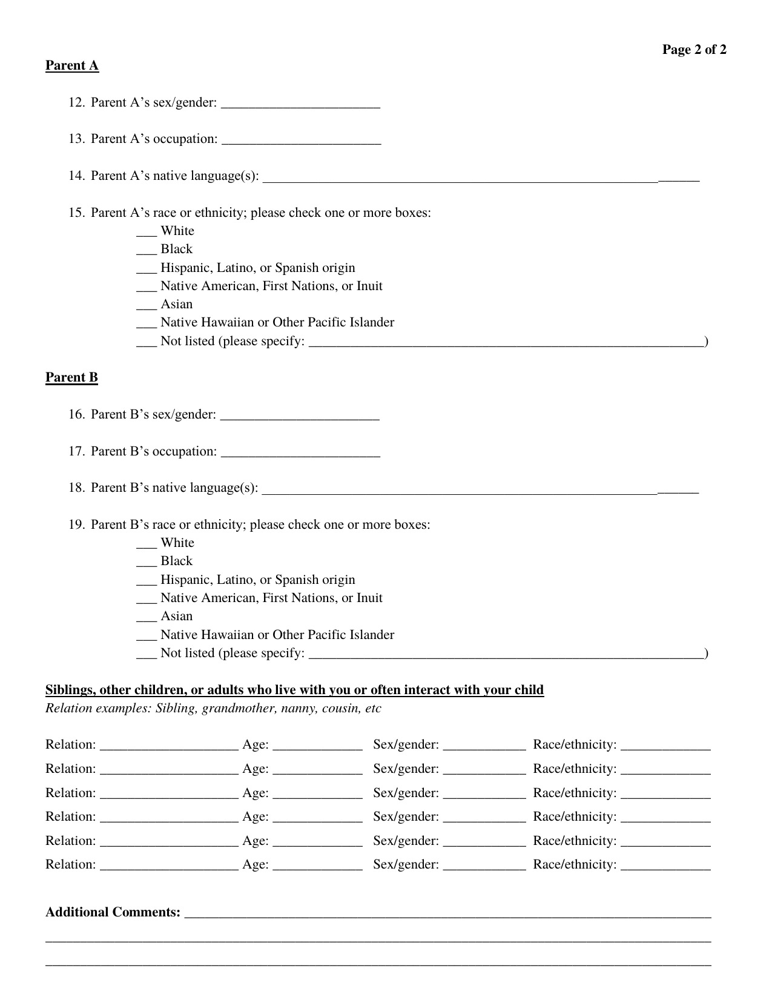 Page 2 of 2
Parent A
12. Parent A’s sex/gender: _______________________
13. Parent A’s occupation: _______________________
14. Parent A’s native language(s): _______________________________________________________________
15. Parent A’s race or ethnicity; please check one or more boxes:
___ White
___ Black
___ Hispanic, Latino, or Spanish origin
___ Native American, First Nations, or Inuit
___ Asian
___ Native Hawaiian or Other Pacific Islander
___ Not listed (please specify: _________________________________________________________)
Parent B
16. Parent B’s sex/gender: _______________________
17. Parent B’s occupation: _______________________
18. Parent B’s native language(s): _______________________________________________________________
19. Parent B’s race or ethnicity; please check one or more boxes:
___ White
___ Black
___ Hispanic, Latino, or Spanish origin
___ Native American, First Nations, or Inuit
___ Asian
___ Native Hawaiian or Other Pacific Islander
___ Not listed (please specify: _________________________________________________________)
Siblings, other children, or adults who live with you or often interact with your child
Relation examples: Sibling, grandmother, nanny, cousin, etc
Relation: ____________________ Age: _____________ Sex/gender: ____________ Race/ethnicity: _____________
Relation: ____________________ Age: _____________ Sex/gender: ____________ Race/ethnicity: _____________
Relation: ____________________ Age: _____________ Sex/gender: ____________ Race/ethnicity: _____________
Relation: ____________________ Age: _____________ Sex/gender: ____________ Race/ethnicity: _____________
Relation: ____________________ Age: _____________ Sex/gender: ____________ Race/ethnicity: _____________
Relation: ____________________ Age: _____________ Sex/gender: ____________ Race/ethnicity: _____________
Additional Comments: ____________________________________________________________________________
________________________________________________________________________________________________
________________________________________________________________________________________________